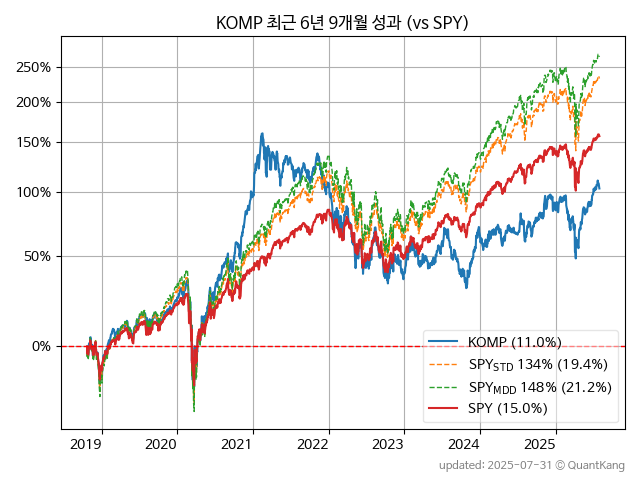 KOMP 최근 6년 9개월 성과 (vs SPY)
250%
200%
150%
100%
50%
0%
KOMP (11.0%)
SPY_STD 134% (19.4%)
SPY_MDD 148% (21.2%)
SPY (15.0%)
2019 2020 2021 2022 2023 2024 2025
updated: 2025-07-31 © QuantKang